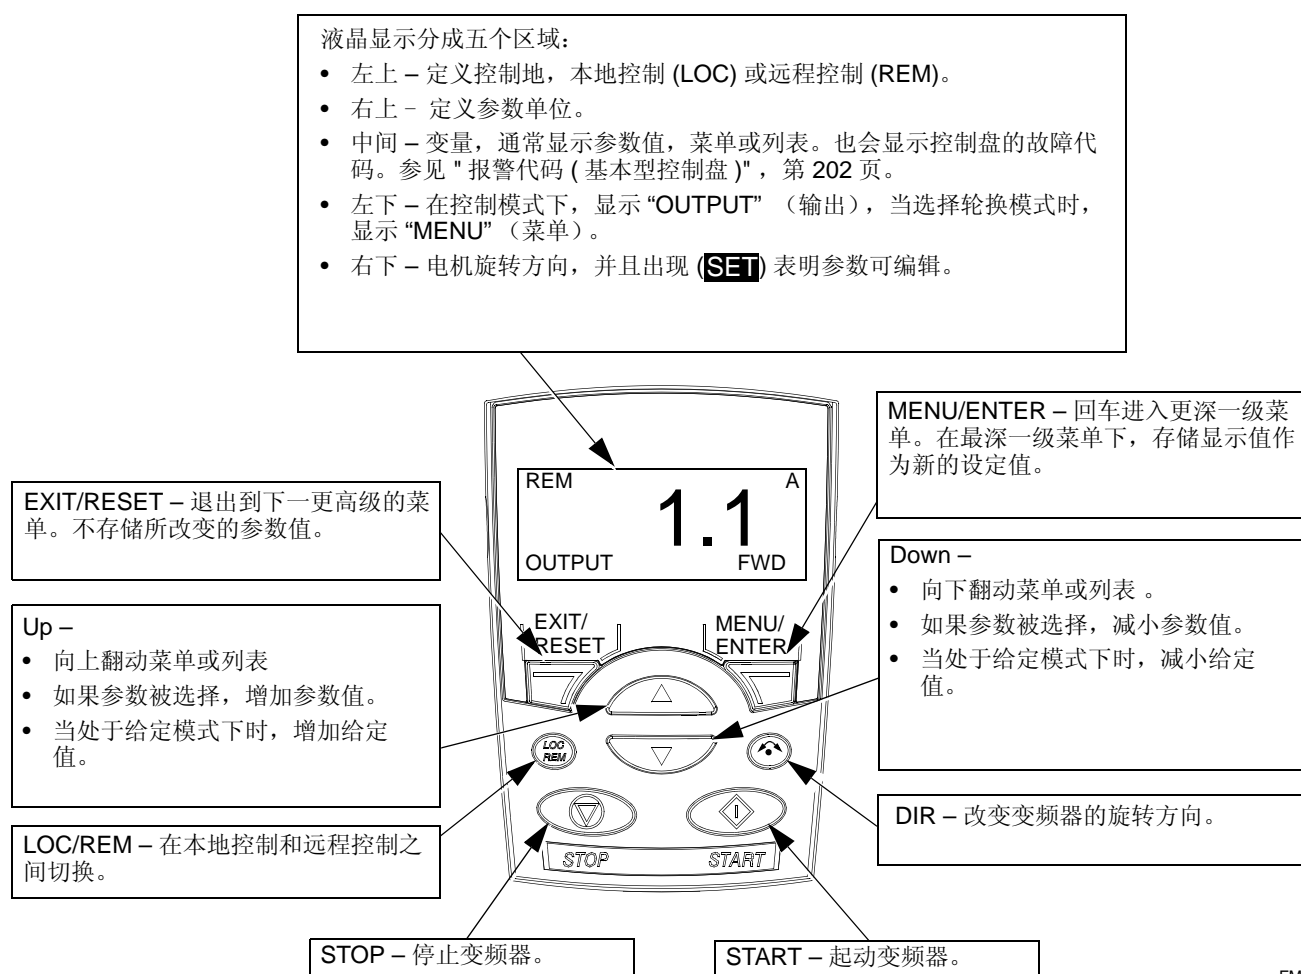 液晶显示分成五个区域：
• 左上 – 定义控制地，本地控制 (LOC) 或远程控制 (REM)。
• 右上 – 定义参数单位。
• 中间 – 变量，通常显示参数值，菜单或列表。也会显示控制盘的故障代
码。参见 " 报警代码 ( 基本型控制盘 )" ，第 202 页。
• 左下 – 在控制模式下，显示 “OUTPUT” （输出），当选择轮换模式时，
显示 “MENU” （菜单）。
• 右下 – 电机旋转方向，并且出现 (SET) 表明参数可编辑。
MENU/ENTER – 回车进入更深一级菜
单。在最深一级菜单下，存储显示值作
为新的设定值。
EXIT/RESET – 退出到下一更高级的菜
单。不存储所改变的参数值。
REM
A
1.1
OUTPUT
FWD
Down –
• 向下翻动菜单或列表 。
• 如果参数被选择，减小参数值。
• 当处于给定模式下时，减小给定
值。
Up –
• 向上翻动菜单或列表
• 如果参数被选择，增加参数值。
• 当处于给定模式下时，增加给定
值。
EXIT/
RESET
MENU/
ENTER
LOC
REM
DIR – 改变变频器的旋转方向。
LOC/REM – 在本地控制和远程控制之
间切换。
STOP
START
STOP – 停止变频器。
START – 起动变频器。